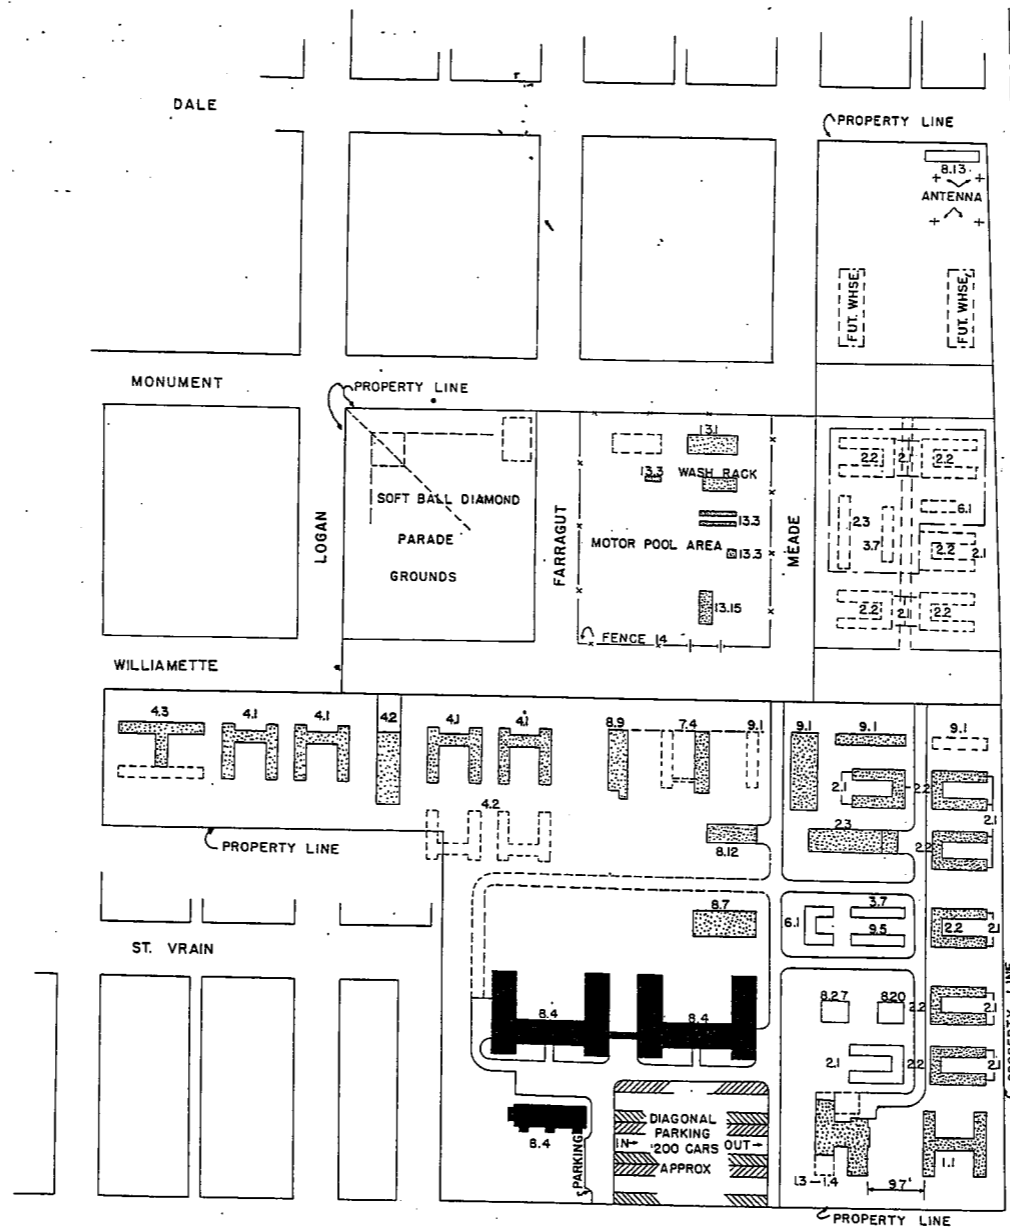 DALE
PROPERTY LINE
8.13
ANTENNA
FUT. WHSE.
FUT. WHSE.
MONUMENT
PROPERTY LINE
13.1
2.2
2.1
2.2
13.3
WASH RACK
SOFT BALL DIAMOND
6.1
LOGAN
FARRAGUT
MEADE
2.3
13.3
PARADE
MOTOR POOL AREA
13.3
3.7
2.2
2.1
GROUNDS
13.15
2.2
2.1
2.2
FENCE 14
WILLIAMETTE
4.3
4.1
4.1
4.2
4.1
4.1
8.9
7.4
9.1
9.1
9.1
9.1
2.1
2.2
2.1
4.2
2.3
2.2
8.12
PROPERTY LINE
8.7
3.7
6.1
9.5
2.2
2.1
ST. VRAIN
PROPERTY LINE
8.27
8.20
2.2
2.1
8.4
8.4
2.1
2.2
2.1
DIAGONAL
PARKING
IN
200 CARS
OUT
APPROX
8.4
PARKING
1.3-1.4
1.1
97'
PROPERTY LINE